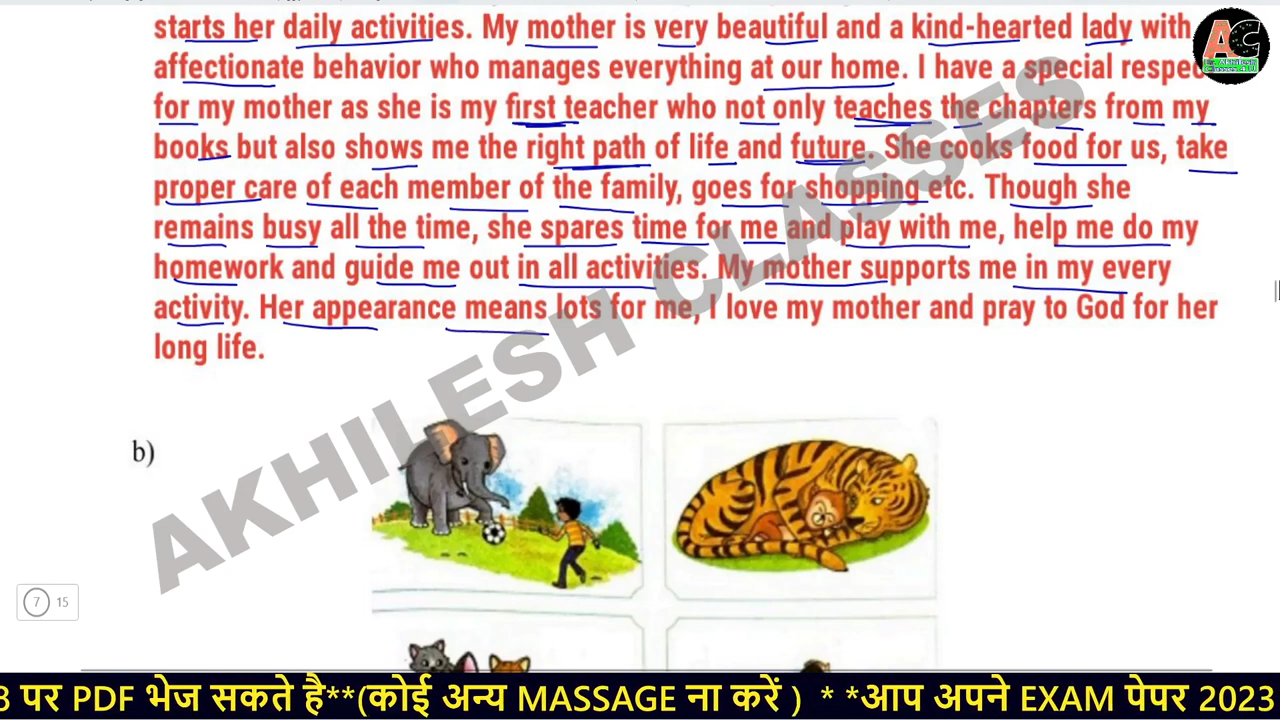 starts her daily activities. My mother is very beautiful and a kind-hearted lady with
affectionate behavior who manages everything at our home. I have a special respec
for my mother as she is my first teacher who not only teaches the chapters from my
books but also shows me the right path of life and future. She cooks food for us, take
proper care of each member of the family, goes for shopping etc. Though she
remains busy all the time, she spares time for me and play with me, help me do my
homework and guide me out in all activities. My mother supports me in my every
activity. Her appearance means lots for me, I love my mother and pray to God for her
long life.
AKHILESH CLASSES
b)
7 15
AC
पर PDF भेज सकते है**(कोई अन्य MASSAGE ना करें ) * *आप अपने EXAM पेपर 2023